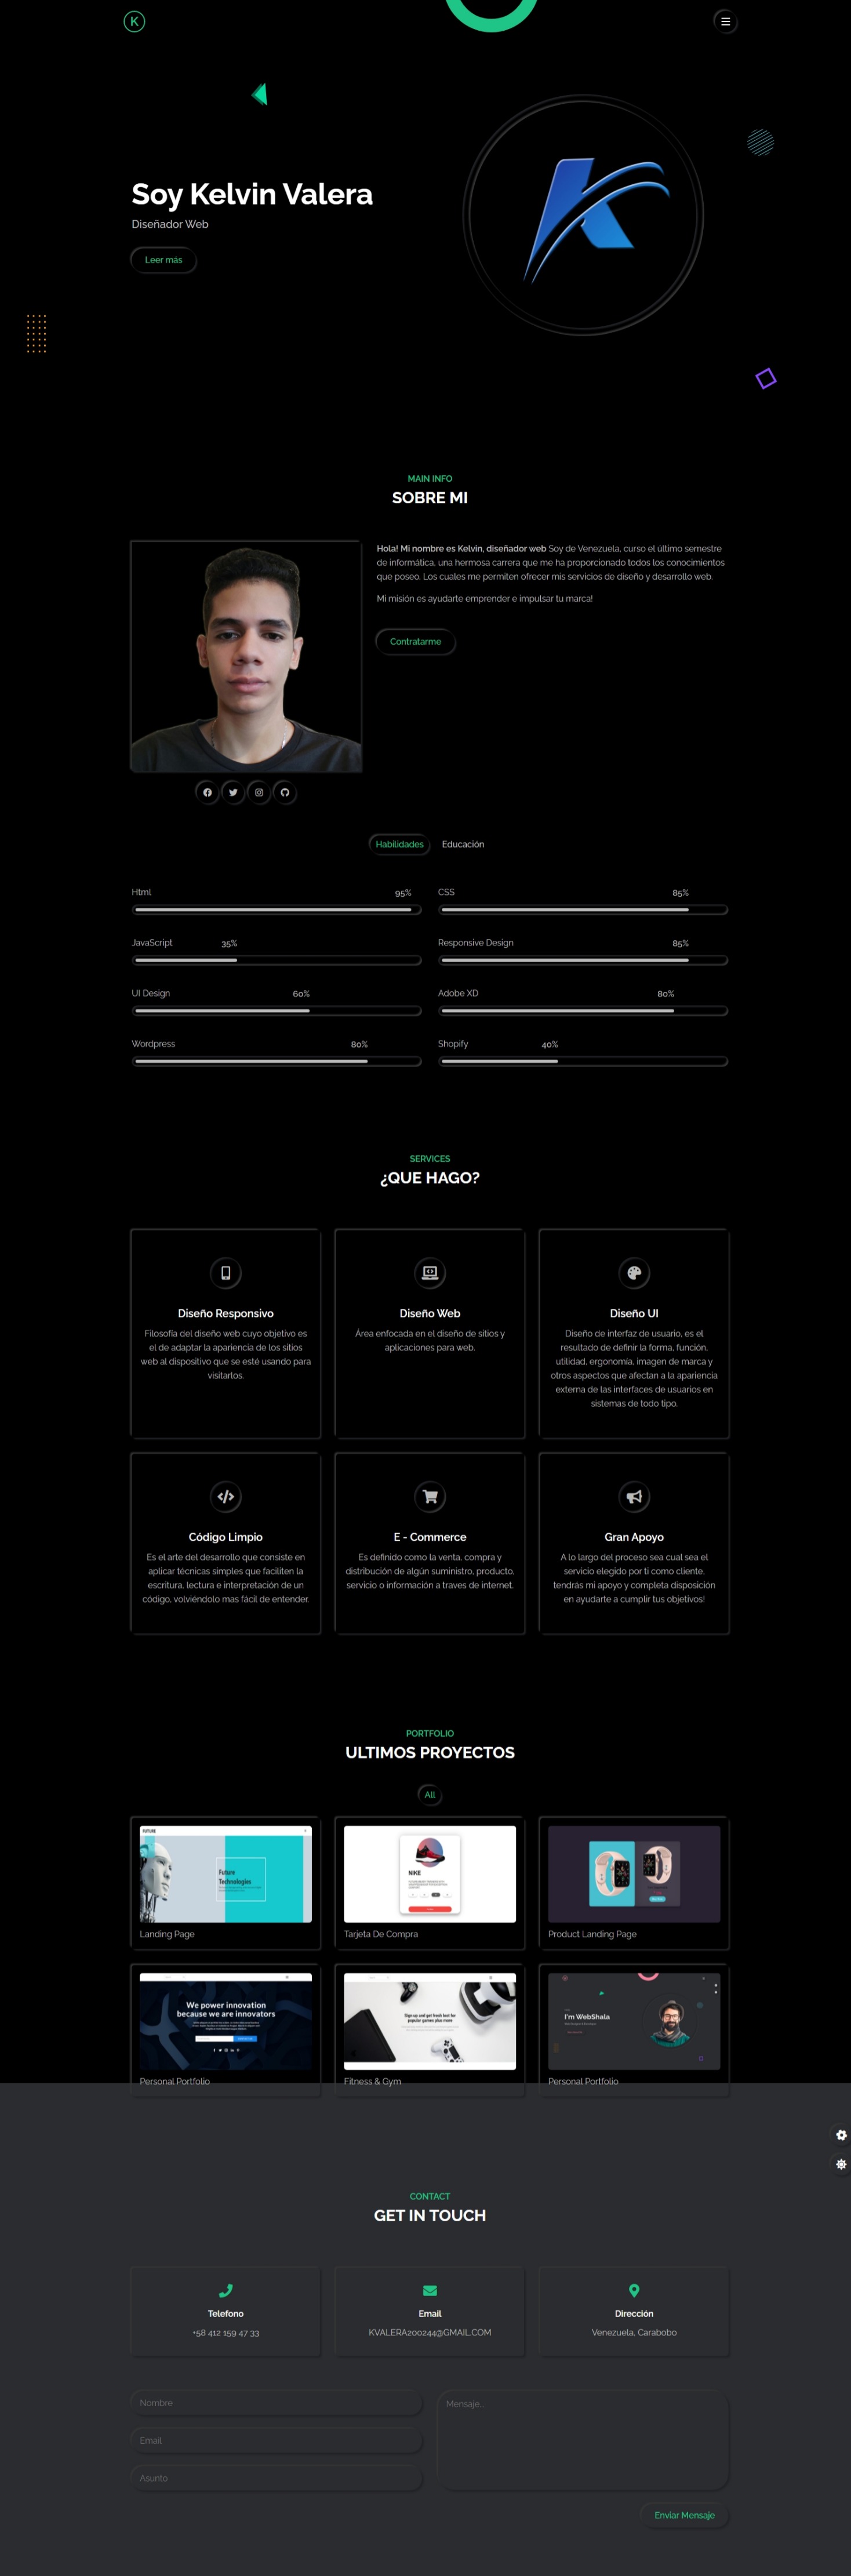 K
Soy Kelvin Valera
Diseñador Web
Leer más
MAIN INFO
SOBRE MI
Hola! Mi nombre es Kelvin, diseñador web Soy de Venezuela, curso el último semestre
de informática, una hermosa carrera que me ha proporcionado todos los conocimientos
que poseo. Los cuales me permiten ofrecer mis servicios de diseño y desarrollo web.
Mi misión es ayudarte emprender e impulsar tu marca!
Contratarme
Habilidades Educación
Html 95%
CSS 85%
JavaScript 35%
Responsive Design 85%
UI Design 60%
Adobe XD 80%
Wordpress 80%
Shopify 40%
SERVICES
¿QUE HAGO?
Diseño Responsivo
Filosofía del diseño web cuyo objetivo es
el de adaptar la apariencia de los sitios
web al dispositivo que se esté usando para
visitarlos.
Diseño Web
Área enfocada en el diseño de sitios y
aplicaciones para web.
Diseño UI
Diseño de interfaz de usuario, es el
resultado de definir la forma, función,
utilidad, ergonomía, imagen de marca y
otros aspectos que afectan a la apariencia
externa de las interfaces de usuarios en
sistemas de todo tipo.
Código Limpio
Es el arte del desarrollo que consiste en
aplicar técnicas simples que faciliten la
escritura, lectura e interpretación de un
código, volviéndolo mas fácil de entender.
E - Commerce
Es definido como la venta, compra y
distribución de algún suministro, producto,
servicio o información a traves de internet.
Gran Apoyo
A lo largo del proceso sea cual sea el
servicio elegido por ti como cliente,
tendrás mi apoyo y completa disposición
en ayudarte a cumplir tus objetivos!
PORTFOLIO
ULTIMOS PROYECTOS
All
FUTURE
Future
Technologies
Landing Page
NIKE
Tarjeta De Compra
Product Landing Page
We power innovation
because we are innovators
Personal Portfolio
Sign up and get fresh loot for
popular games plus more
Fitness & Gym
I'm WebShala
Personal Portfolio
CONTACT
GET IN TOUCH
Telefono
+58 412 159 47 33
Email
KVALERA200244@GMAIL.COM
Dirección
Venezuela, Carabobo
Nombre
Email
Asunto
Mensaje...
Enviar Mensaje